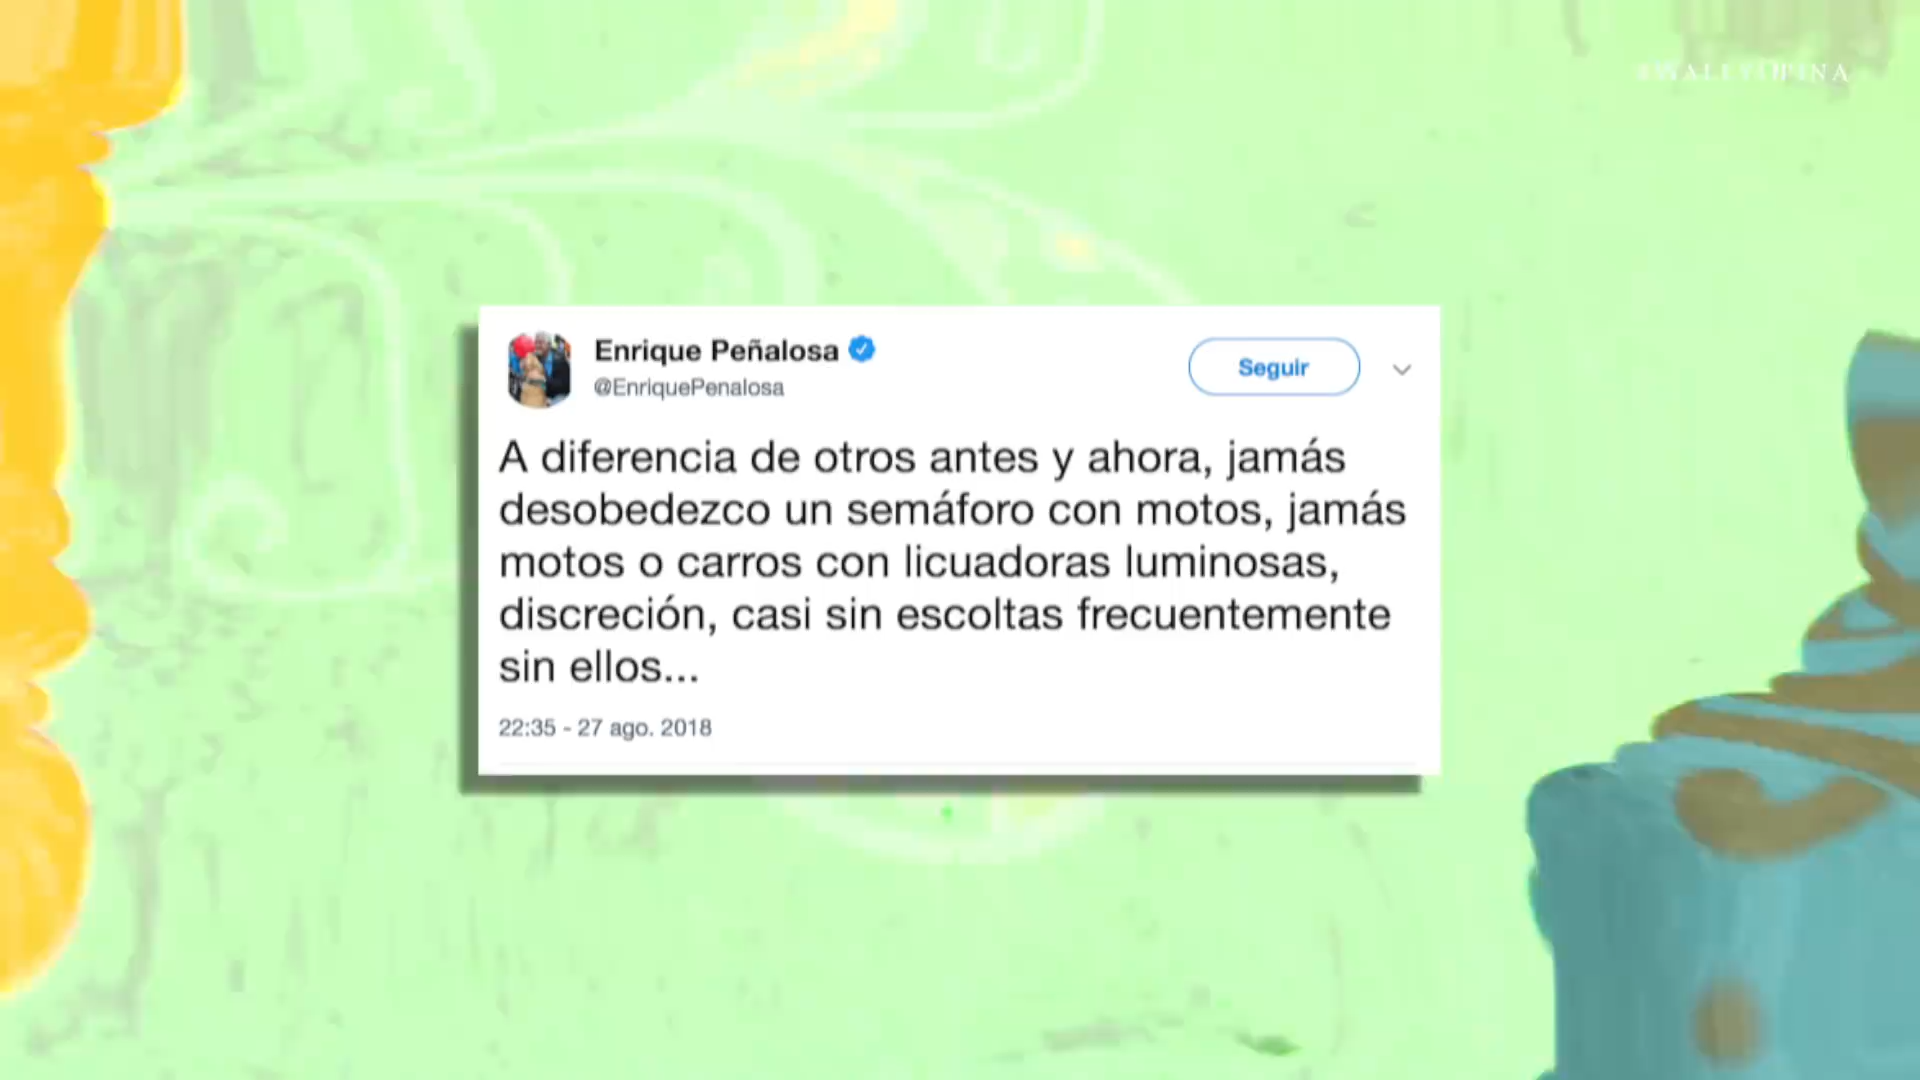 Enrique Peñalosa
@EnriquePenalosa
Seguir
A diferencia de otros antes y ahora, jamás
desobedezco un semáforo con motos, jamás
motos o carros con licuadoras luminosas,
discreción, casi sin escoltas frecuentemente
sin ellos...
22:35 - 27 ago. 2018